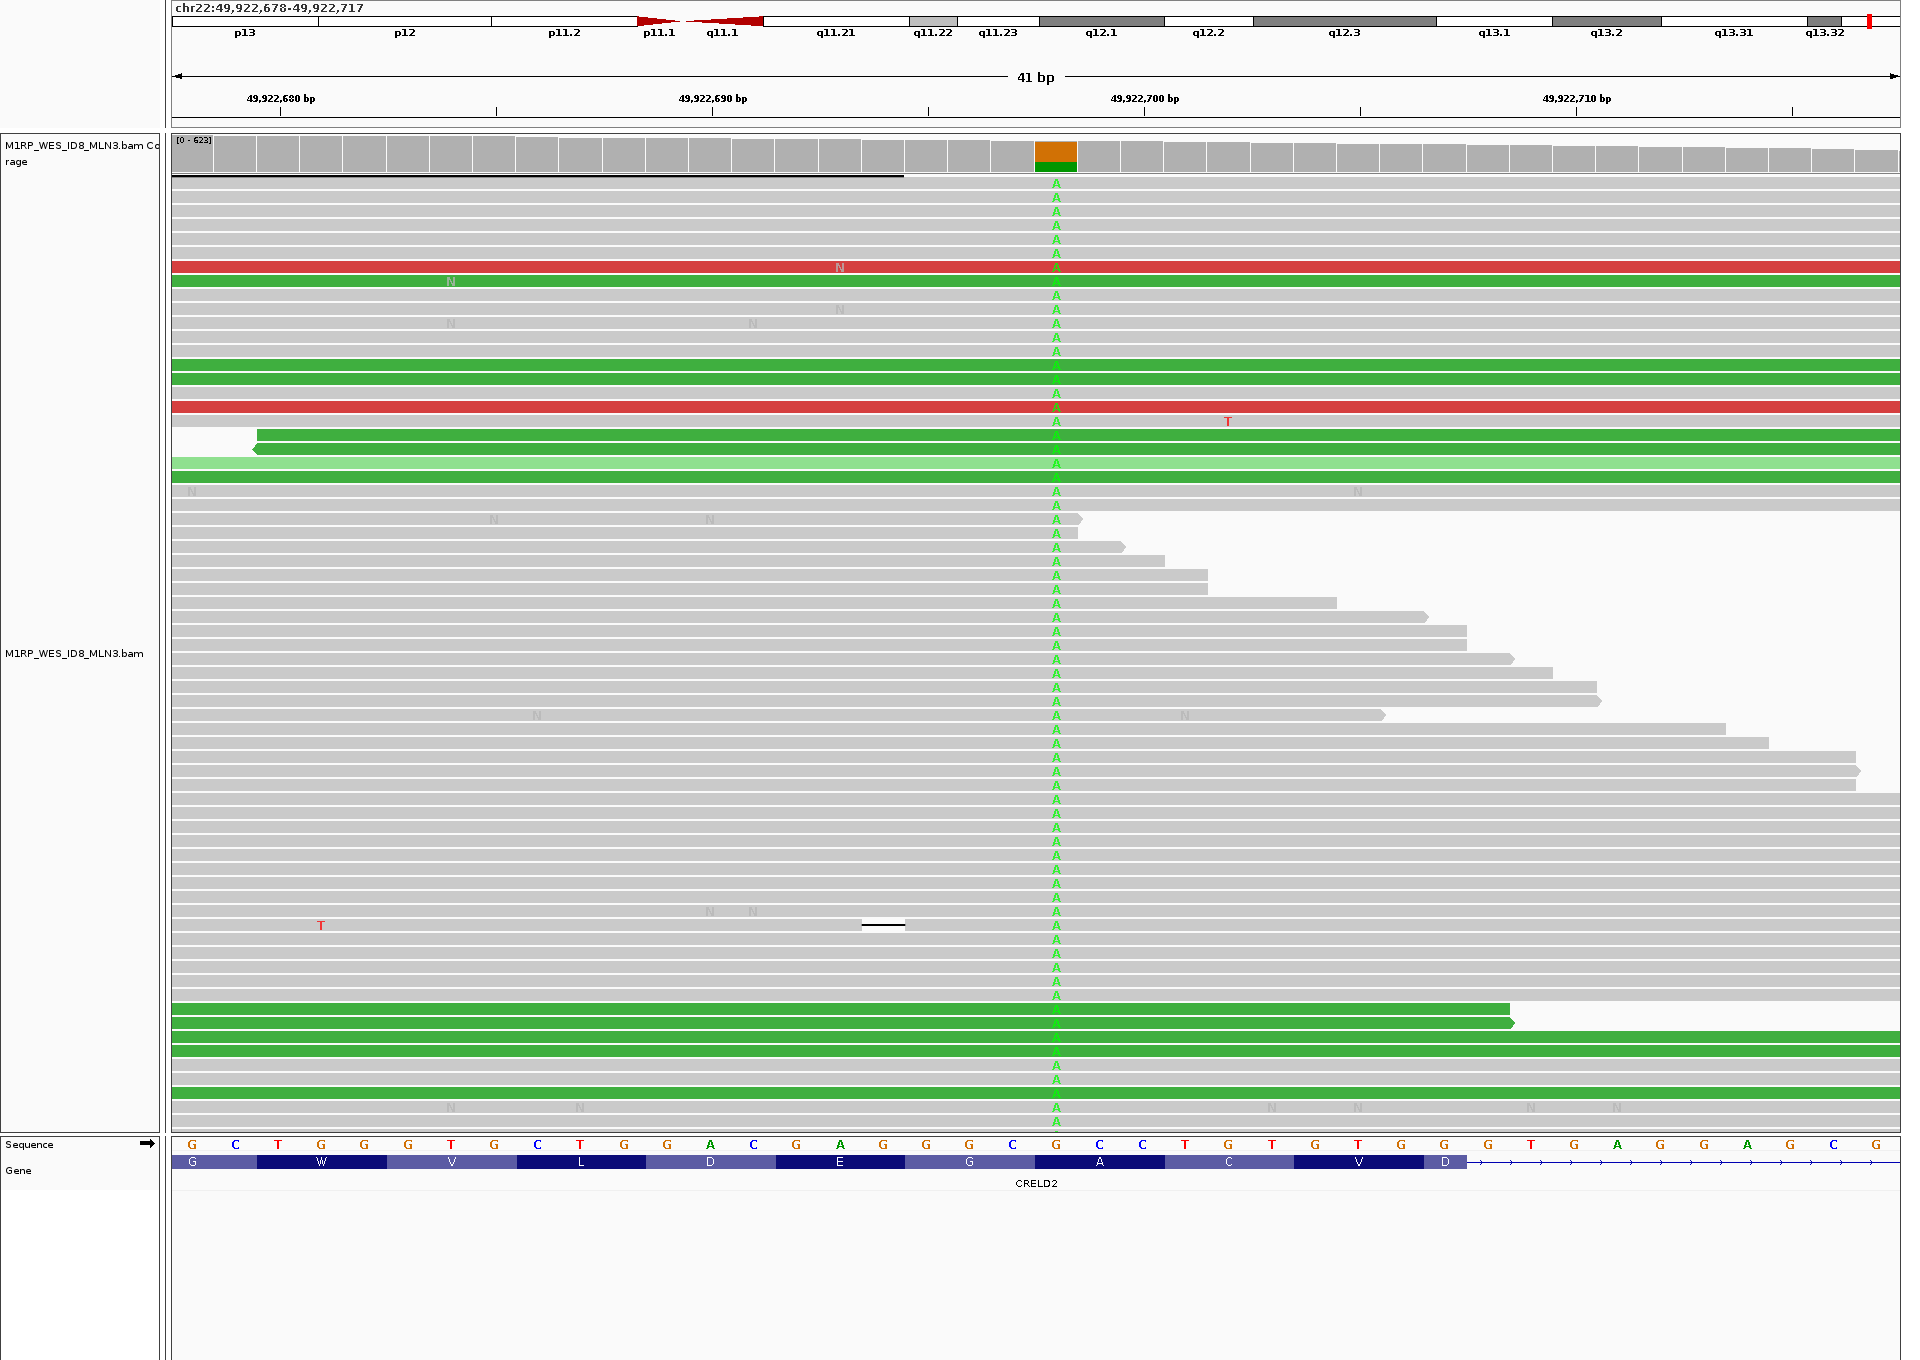 chr22:49,922,678-49,922,717
p13 p12 p11.2 p11.1 q11.1 q11.21 q11.22 q11.23 q12.1 q12.2 q12.3 q13.1 q13.2 q13.31 q13.32
41 bp
49,922,680 bp 49,922,690 bp 49,922,700 bp 49,922,710 bp
M1RP_WES_ID8_MLN3.bam Co
rage
[0 - 623]
A
A
A
A
A
A
N A
N A
A
N A
N N A
A
A
A
A
A
A
A T
A
A
A
A
N A N
A
N N A
A
A
A
A
A
A
A
A
A
A
A
A
A
N A N
A
A
A
A
A
A
A
A
A
A
A
A
A
A
N N A
T A
A
A
A
A
A
A
A
A
A
A
A
A
N N A N N N N
A
M1RP_WES_ID8_MLN3.bam
Sequence G C T G G G T G C T G G A C G A G G G C G C C T G T G T G G G T G A G G A G C G
Gene G W V L D E G A C V D
CRELD2